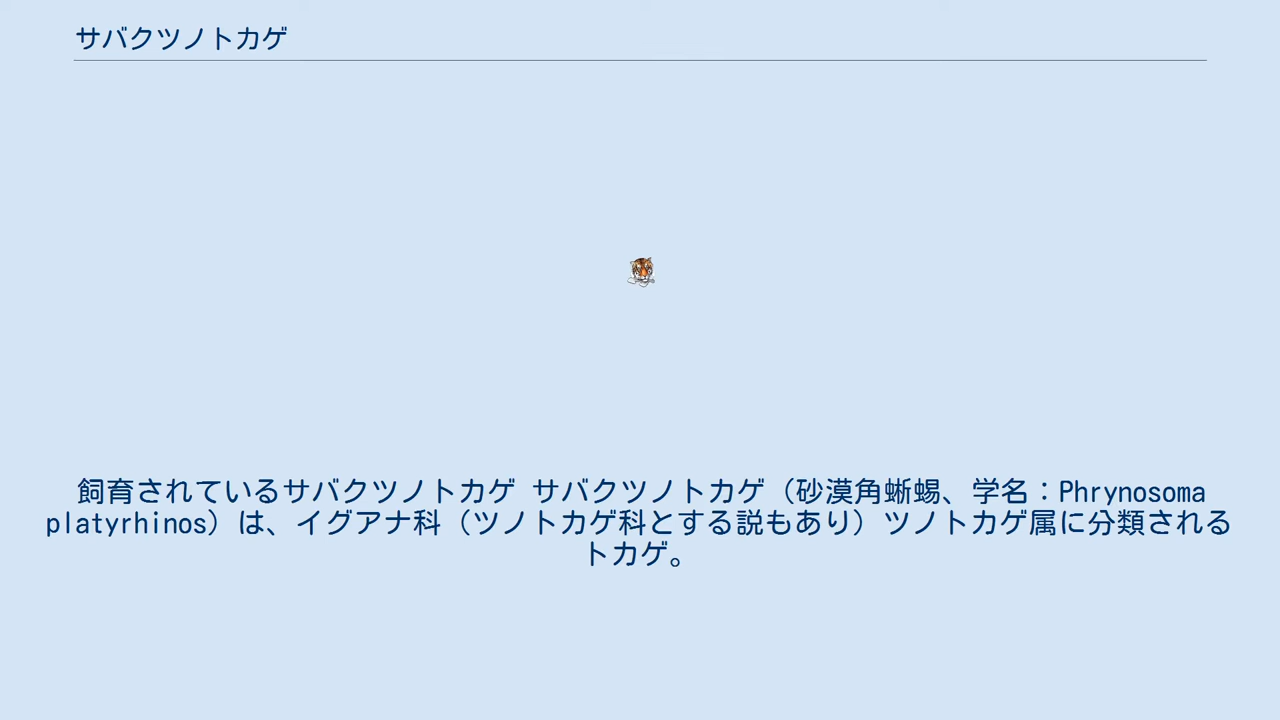 サバクツノトカゲ
飼育されているサバクツノトカゲ サバクツノトカゲ（砂漠角蜥蜴、学名：Phrynosoma
platyrhinos）は、イグアナ科（ツノトカゲ科とする説もあり）ツノトカゲ属に分類される
トカゲ。